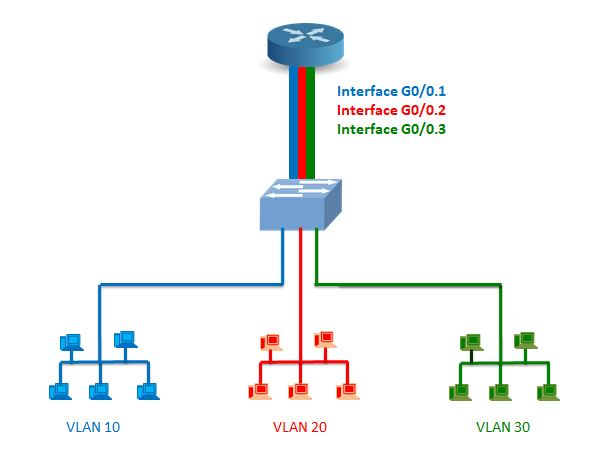 Interface G0/0.1
Interface G0/0.2
Interface G0/0.3
VLAN 10
VLAN 20
VLAN 30